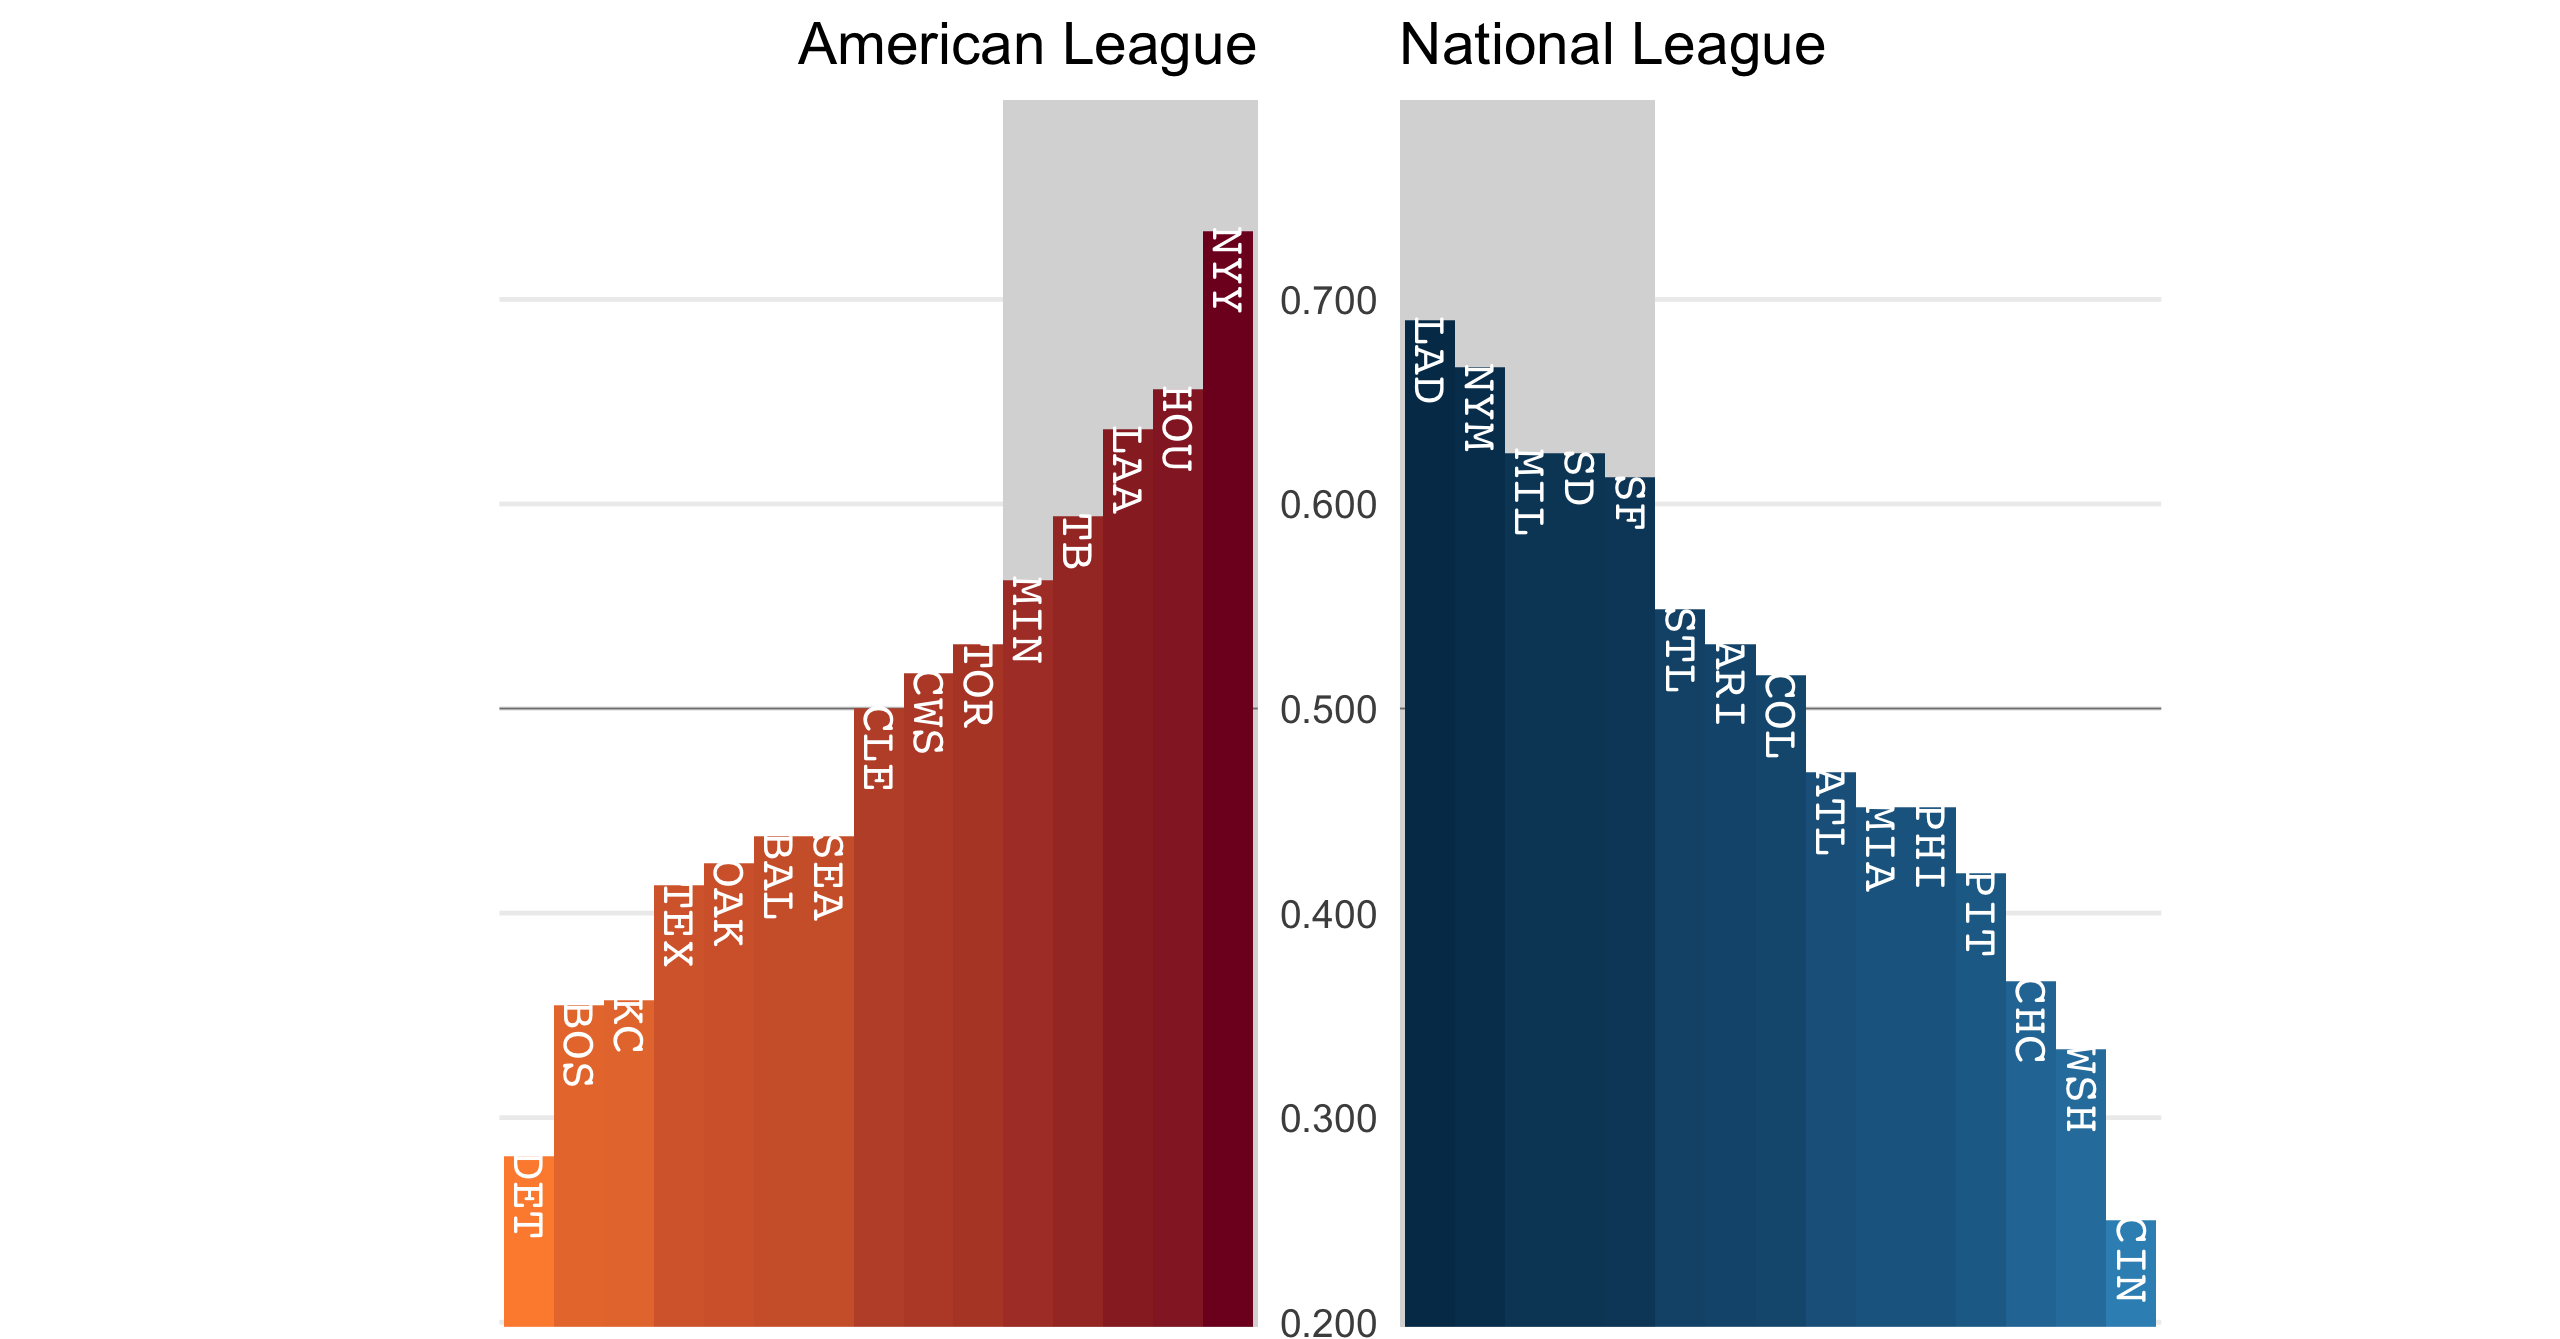 American League
National League
0.700
0.600
0.500
0.400
0.300
0.200
DET
BOS
KC
TEX
OAK
BAL
SEA
CLE
CWS
TOR
MIN
TB
LAA
HOU
NYY
LAD
NYM
MIL
SD
SF
STL
ARI
COL
ATL
MIA
PHI
PIT
CHC
WSH
CIN